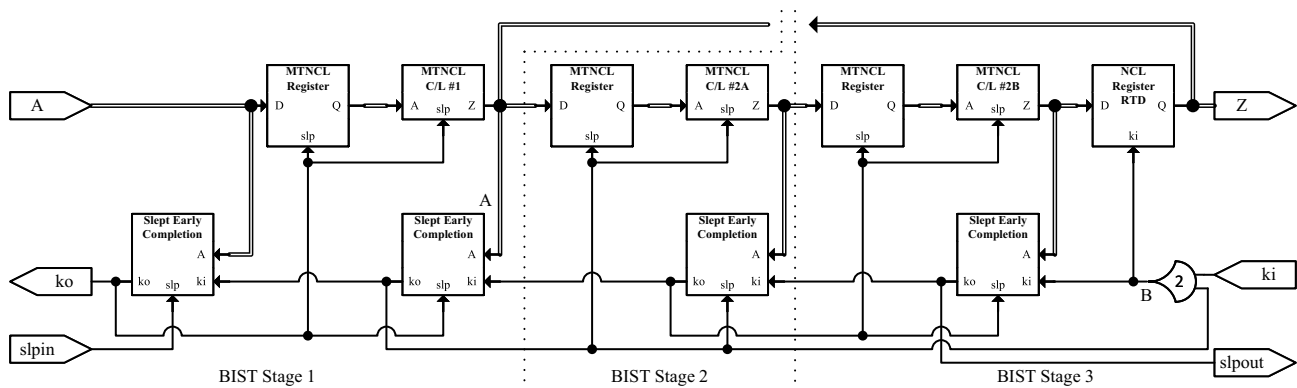 MTNCL
Register
MTNCL
C/L #1
MTNCL
Register
MTNCL
C/L #2A
MTNCL
Register
MTNCL
C/L #2B
NCL
Register
RTD
A
D
Q
slp
A
Z
slp
D
Q
slp
A
Z
slp
D
Q
slp
A
Z
slp
D
Q
ki
Z
A
Slept Early
Completion
A
ko
slp
ki
Slept Early
Completion
A
ko
slp
ki
Slept Early
Completion
A
ko
slp
ki
Slept Early
Completion
A
ko
slp
ki
B
2
ki
ko
slpin
slpout
BIST Stage 1
BIST Stage 2
BIST Stage 3